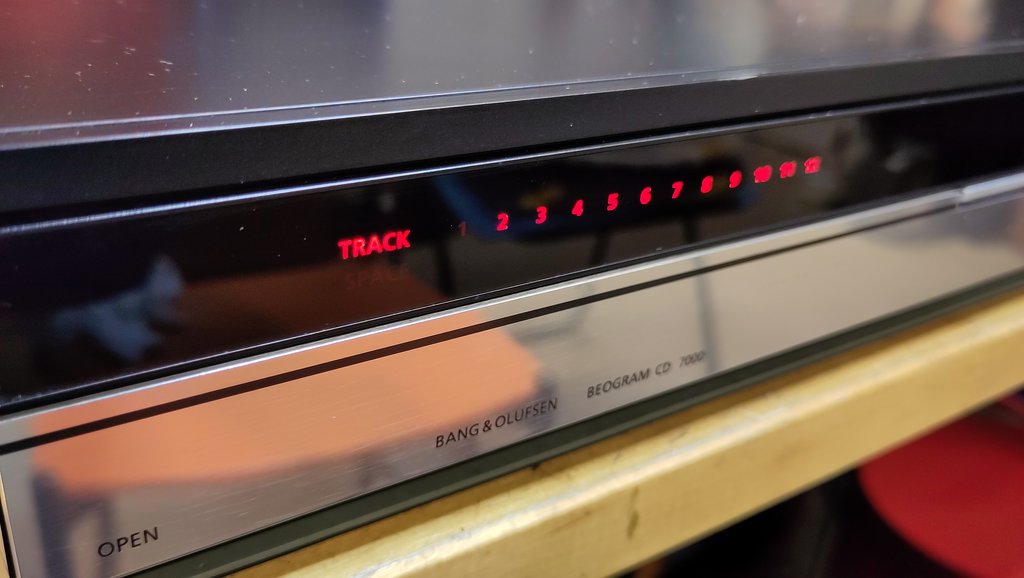 TRACK 1 2 3 4 5 6 7 8 9 10 11 12
SPACE
BANG & OLUFSEN BEOGRAM CD 7000
OPEN